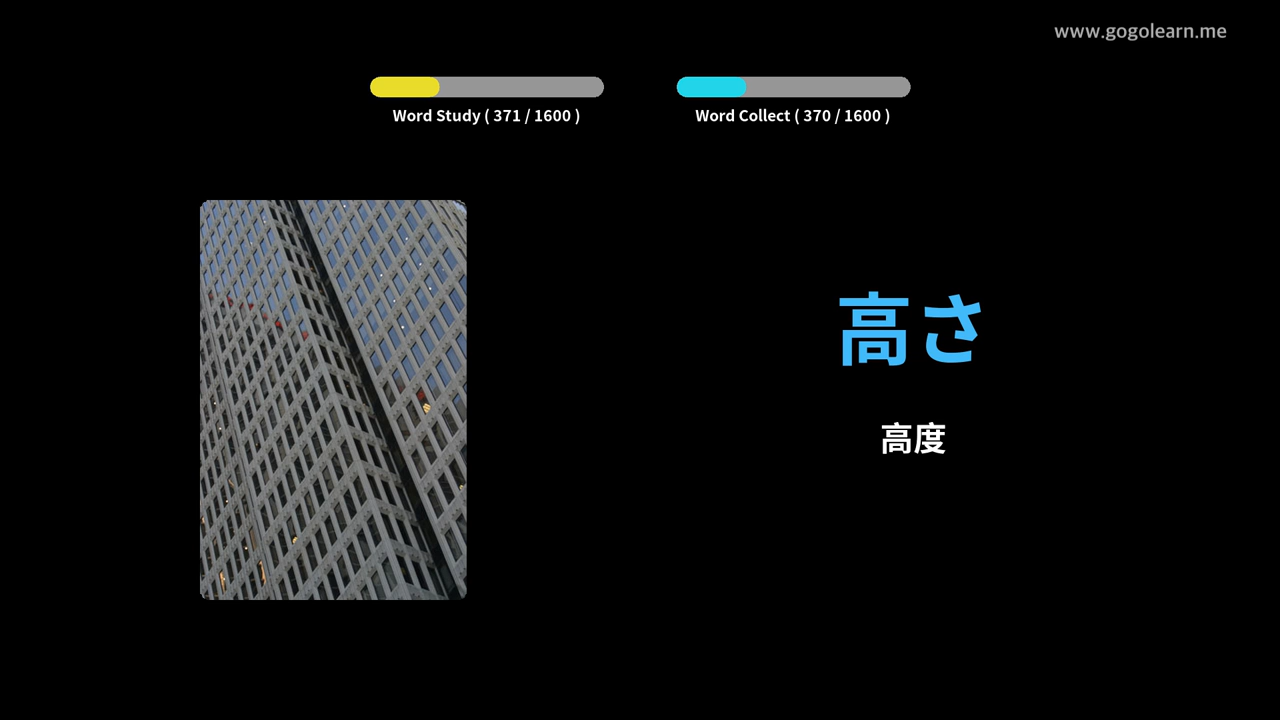 www.gogolearn.me
Word Study ( 371 / 1600 )
Word Collect ( 370 / 1600 )
高さ
高度